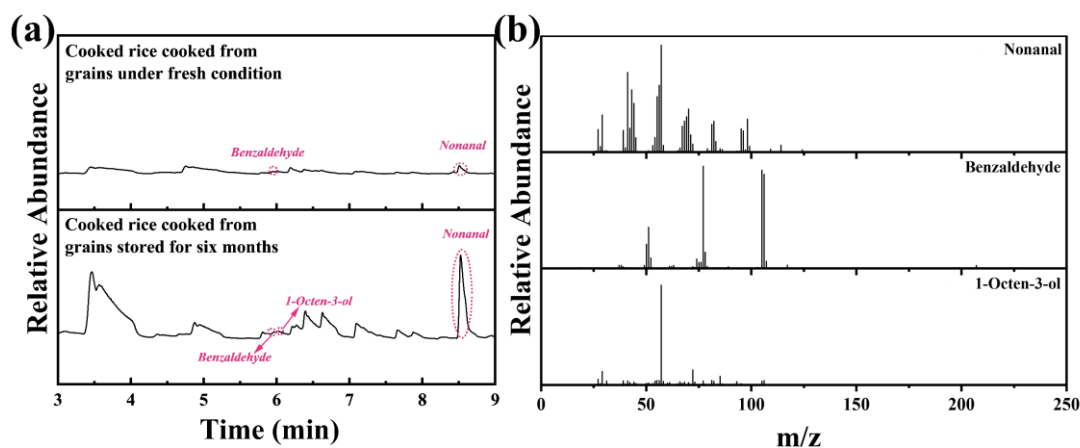 (a)
Relative Abundance
Cooked rice cooked from
grains under fresh condition
Benzaldehyde
Nonanal
Cooked rice cooked from
grains stored for six months
Nonanal
1-Octen-3-ol
Benzaldehyde
3 4 5 6 7 8 9
Time (min)
(b)
Relative Abundance
Nonanal
Benzaldehyde
1-Octen-3-ol
0 50 100 150 200 250
m/z